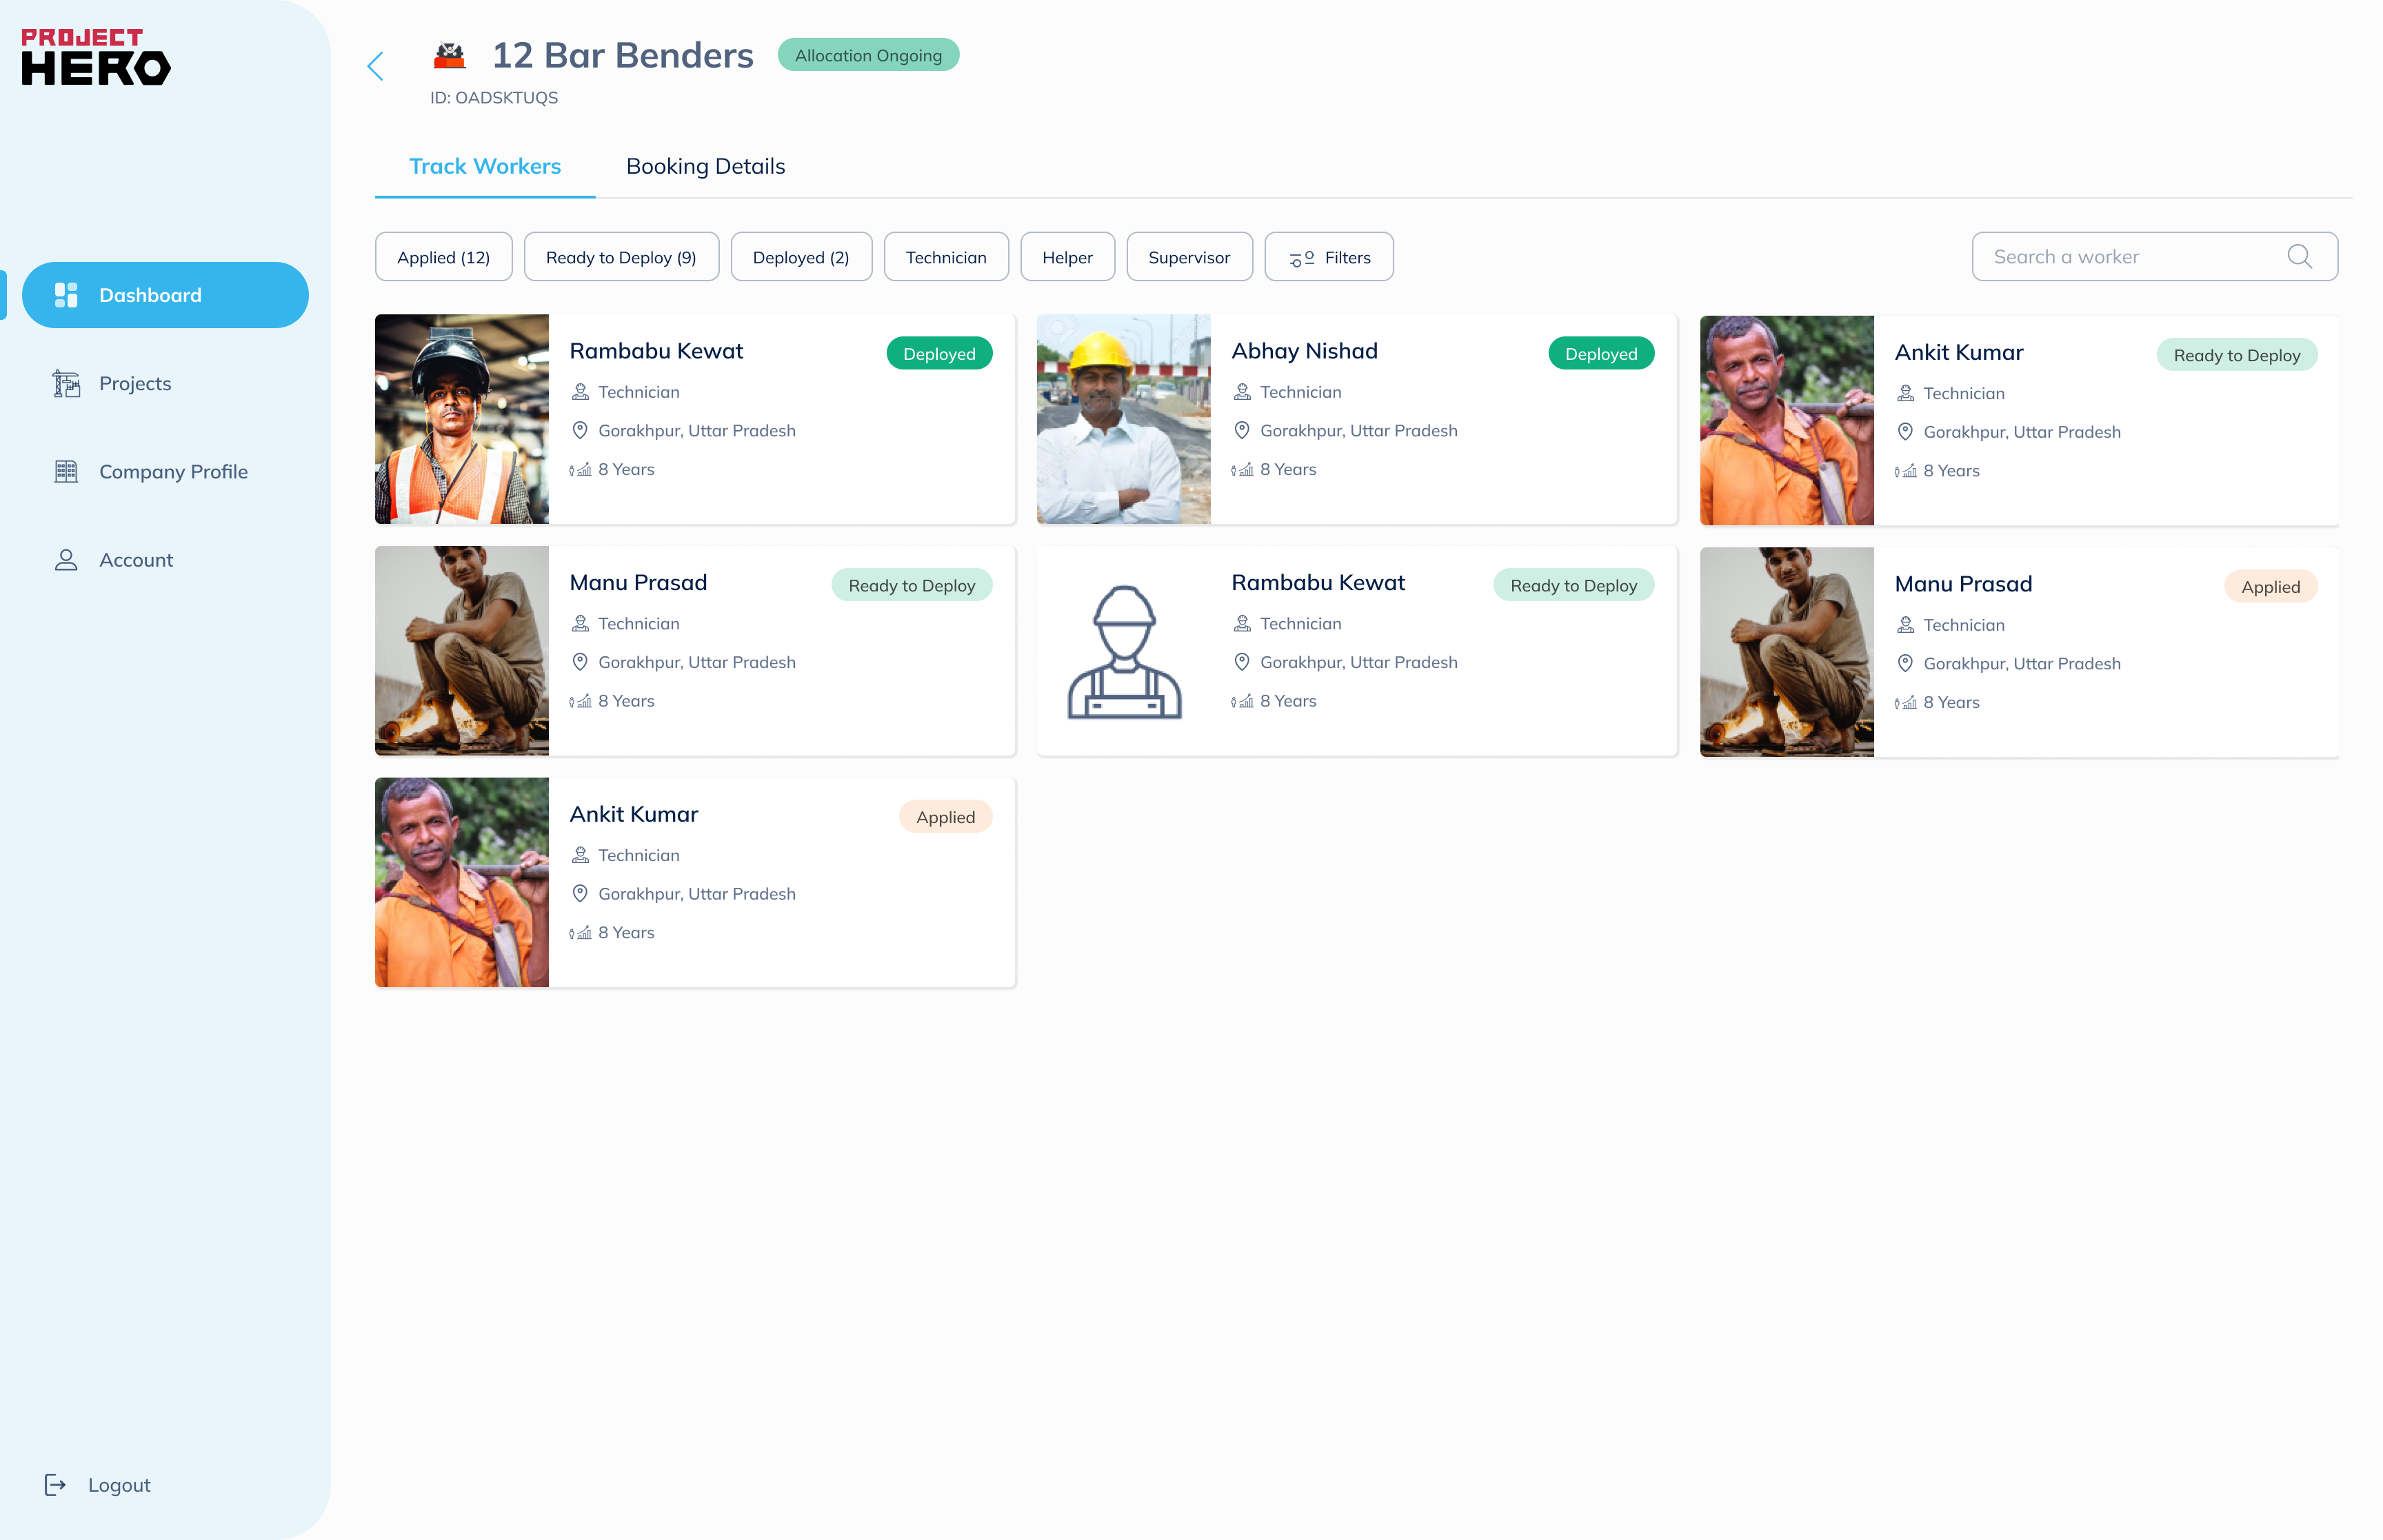 PROJECT
HERO
12 Bar Benders
Allocation Ongoing
ID: OADSKTUQS
Track Workers
Booking Details
Applied (12)
Ready to Deploy (9)
Deployed (2)
Technician
Helper
Supervisor
Filters
Search a worker
Dashboard
Projects
Company Profile
Account
Logout
Rambabu Kewat
Deployed
Technician
Gorakhpur, Uttar Pradesh
8 Years
Abhay Nishad
Deployed
Technician
Gorakhpur, Uttar Pradesh
8 Years
Ankit Kumar
Ready to Deploy
Technician
Gorakhpur, Uttar Pradesh
8 Years
Manu Prasad
Ready to Deploy
Technician
Gorakhpur, Uttar Pradesh
8 Years
Rambabu Kewat
Ready to Deploy
Technician
Gorakhpur, Uttar Pradesh
8 Years
Manu Prasad
Applied
Technician
Gorakhpur, Uttar Pradesh
8 Years
Ankit Kumar
Applied
Technician
Gorakhpur, Uttar Pradesh
8 Years